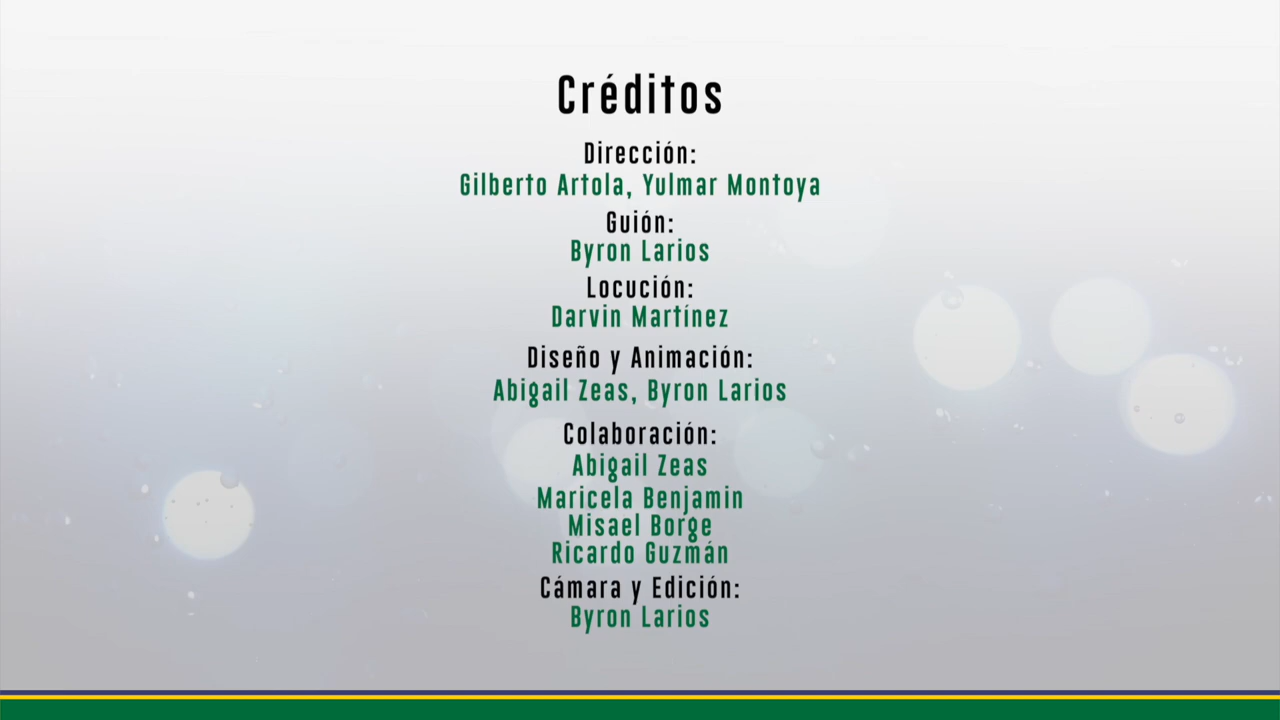 Créditos
Dirección:
Gilberto Artola, Yulmar Montoya
Guión:
Byron Larios
Locución:
Darvin Martínez
Diseño y Animación:
Abigail Zeas, Byron Larios
Colaboración:
Abigail Zeas
Maricela Benjamin
Misael Borge
Ricardo Guzmán
Cámara y Edición:
Byron Larios